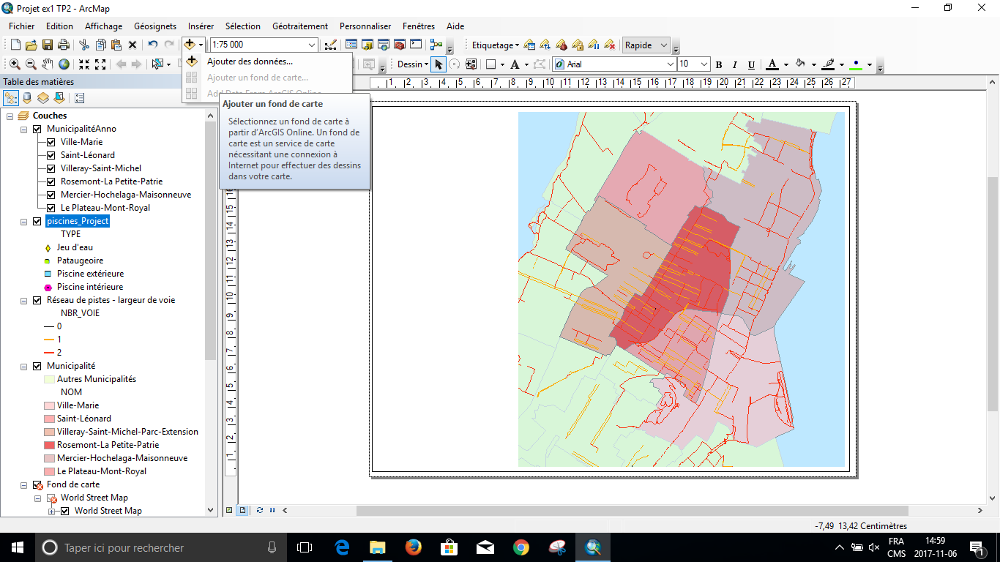 Projet ex1 TP2 - ArcMap
Fichier Edition Affichage Géosignets Insérer Sélection Géotraitement Personnaliser Fenêtres Aide
1:75 000 Etiquetage Rapide
Ajouter des données...
Dessin A Arial 10 B I U A
Ajouter un fond de carte...
Table des matières
1 2 3 4 5 6 7 8 9 10 11 12 13 14 15 16 17 18 19 20 21 22 23 24 25 26 27
Add Data From ArcGIS Online...
Ajouter un fond de carte
Sélectionnez un fond de carte à
partir d'ArcGIS Online. Un fond de
carte est un service de carte
nécessitant une connexion à
Internet pour effectuer des dessins
dans votre carte.
Couches
MunicipalitéAnno
Ville-Marie
Saint-Léonard
Villeray-Saint-Michel
Rosemont-La Petite-Patrie
Mercier-Hochelaga-Maisonneuve
Le Plateau-Mont-Royal
piscines_Project
TYPE
Jeu d'eau
Pataugeoire
Piscine extérieure
Piscine intérieure
Réseau de pistes - largeur de voie
NBR_VOIE
0
1
2
Municipalité
Autres Municipalités
NOM
Ville-Marie
Saint-Léonard
Villeray-Saint-Michel-Parc-Extension
Rosemont-La Petite-Patrie
Mercier-Hochelaga-Maisonneuve
Le Plateau-Mont-Royal
Fond de carte
World Street Map
World Street Map
15
14
13
12
11
10
9
8
7
6
5
4
3
2
1
-7,49 13,42 Centimètres
Taper ici pour rechercher
FRA
CMS
14:59
2017-11-06
1